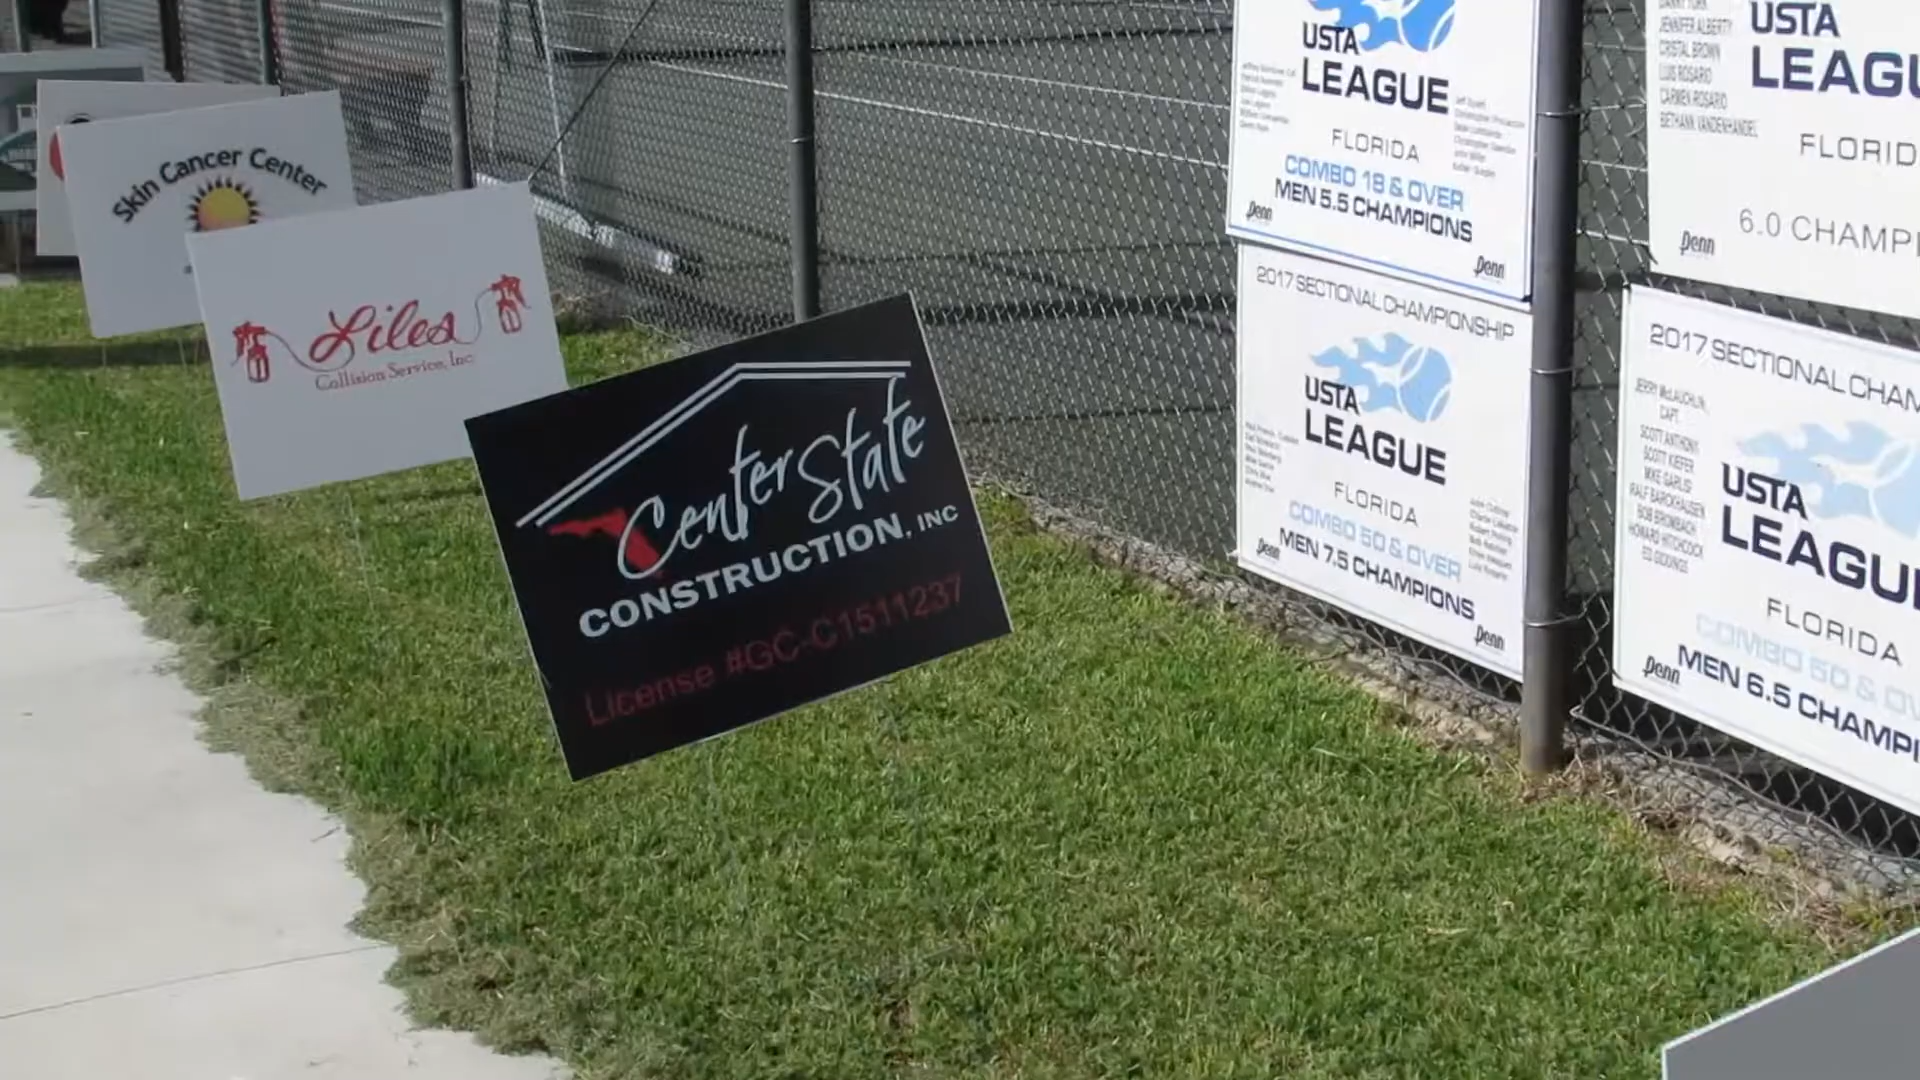 Skin Cancer Center
Liles
Collision Service, Inc.
Center State
CONSTRUCTION, INC
License #GC-C1511237
USTA
LEAGUE
FLORIDA
COMBO 18 & OVER
MEN 5.5 CHAMPIONS
Penn
Penn
2017 SECTIONAL CHAMPIONSHIP
USTA
LEAGUE
FLORIDA
COMBO 50 & OVER
MEN 7.5 CHAMPIONS
Penn
Penn
JENNIFER ALBERTY
CRISTAL BROWN
LUIS ROSARIO
CARMEN ROSARIO
BETHANN VANDENHANDEL
USTA
LEAGU
FLORID
6.0 CHAMPI
Penn
2017 SECTIONAL CHAM
JERRY McLAUCHLIN,
CAPT.
SCOTT ANTHONY
SCOTT KIEFER
MIKE GARLISI
RALF BARCKHAUSEN
BOB BROMBACH
HOWARD HITCHCOCK
ED GIDDINGS
USTA
LEAGU
FLORIDA
COMBO 50 & OV
MEN 6.5 CHAMPI
Penn